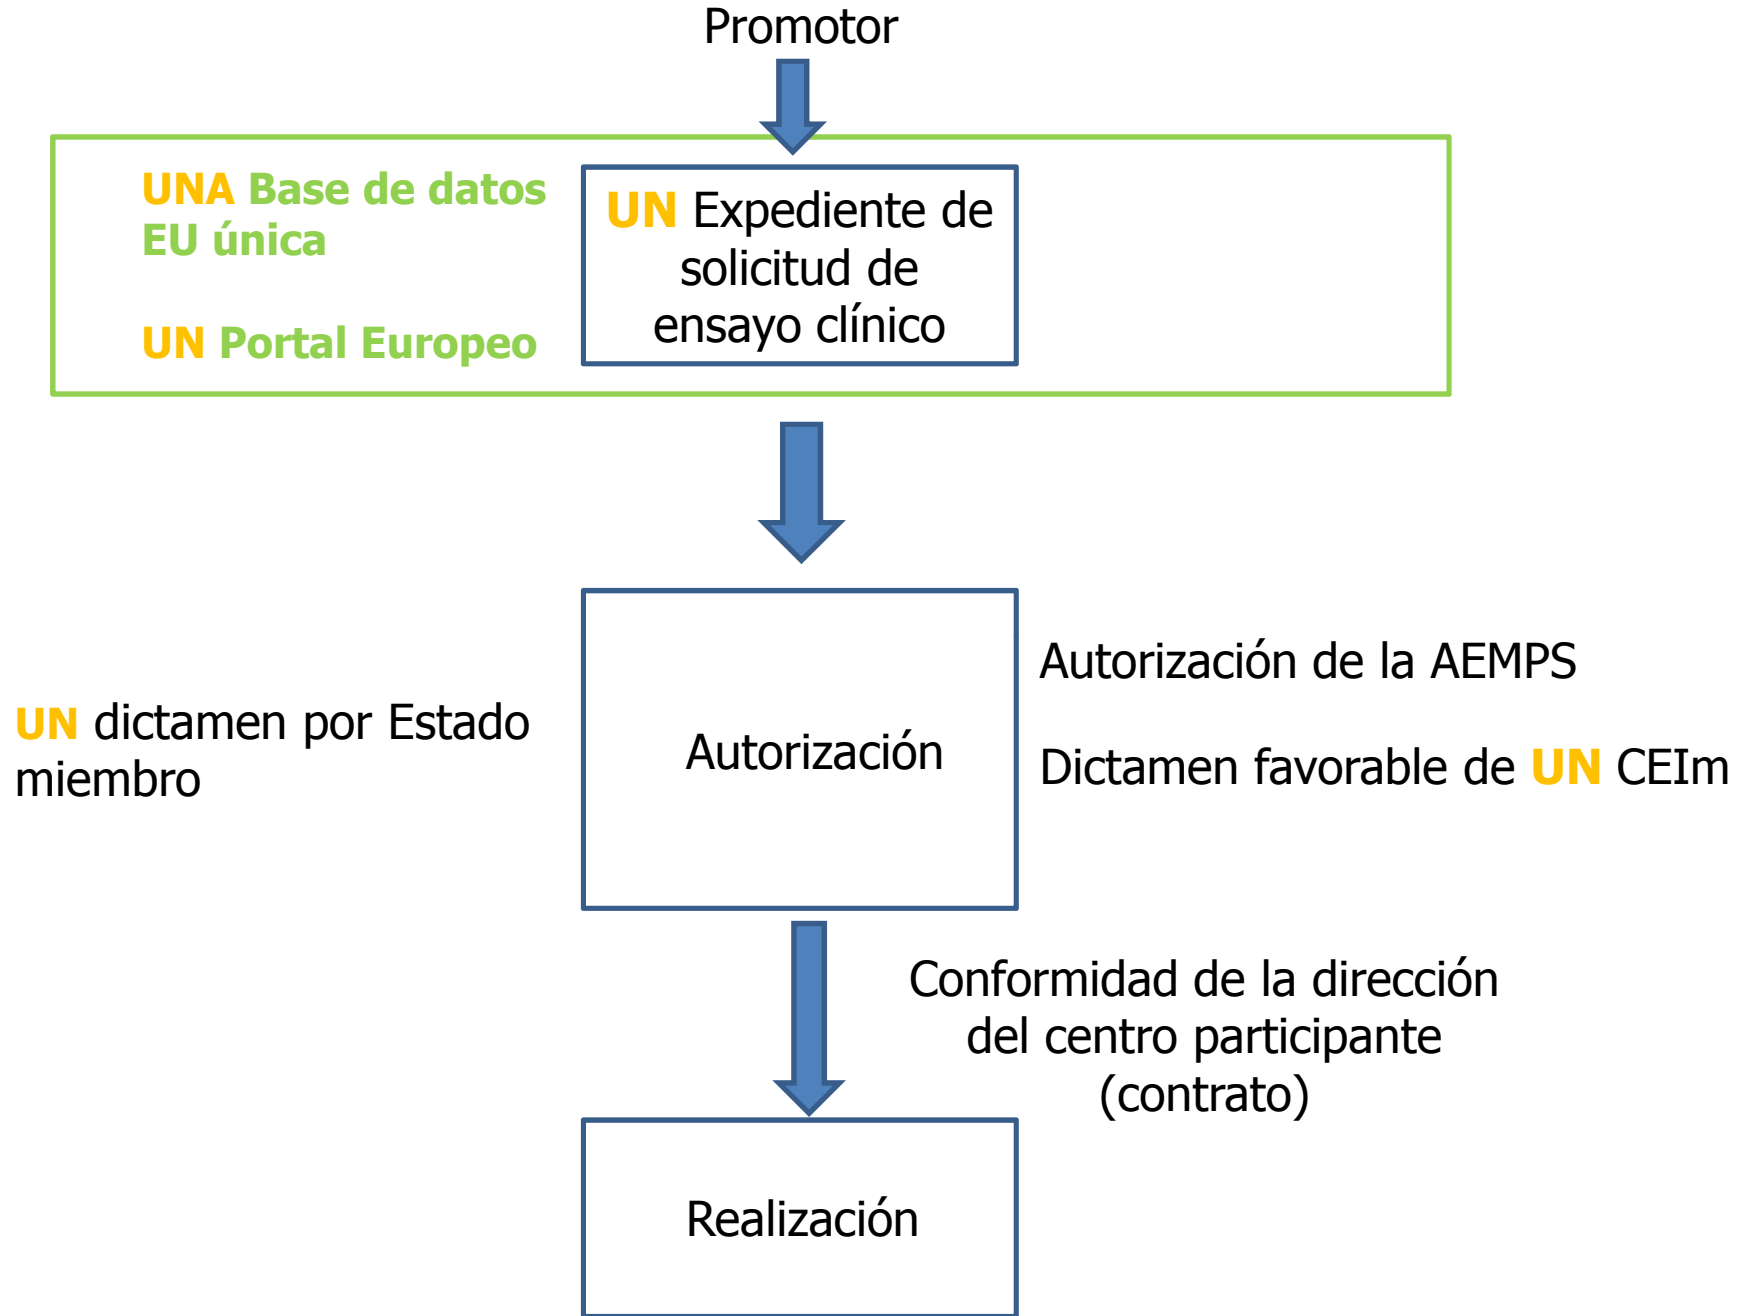 Promotor
UNA Base de datos
EU única
UN Portal Europeo
UN Expediente de
solicitud de
ensayo clínico
UN dictamen por Estado
miembro
Autorización
Autorización de la AEMPS
Dictamen favorable de UN CEIm
Conformidad de la dirección
del centro participante
(contrato)
Realización